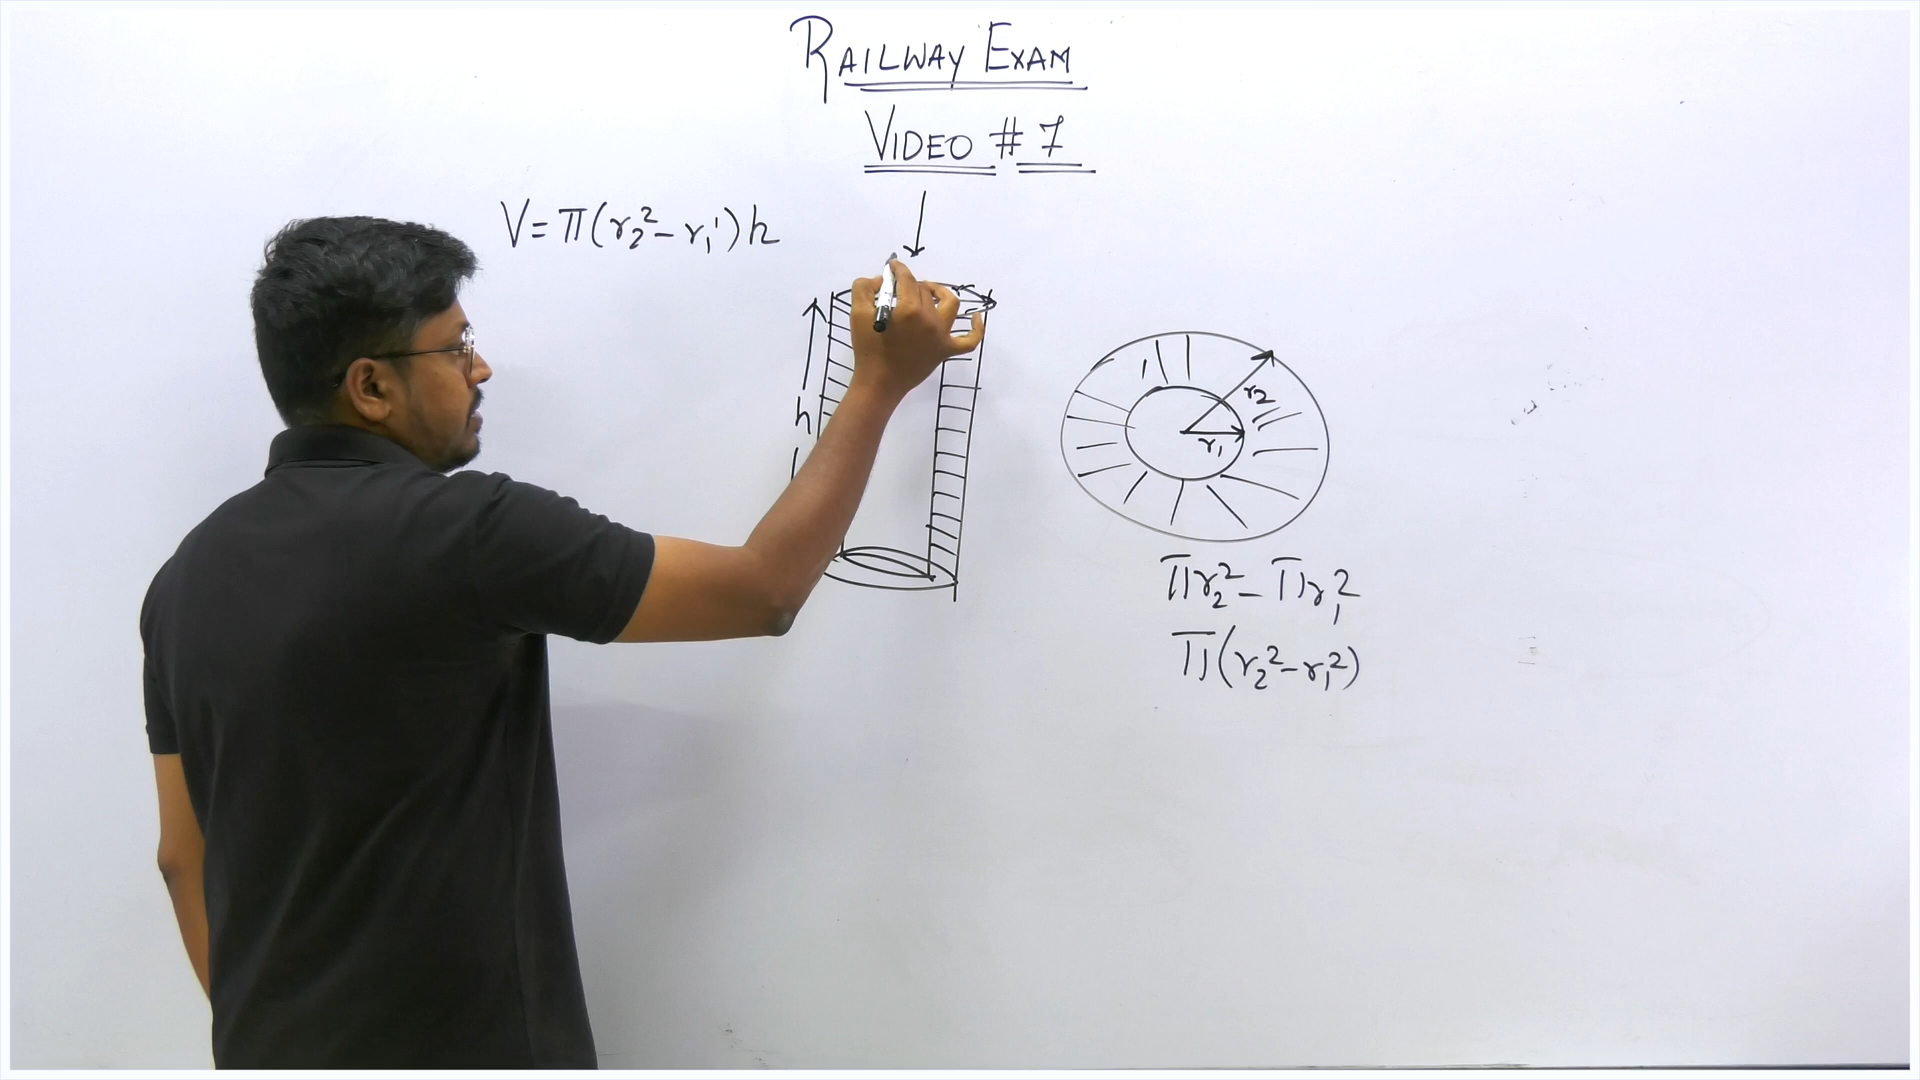 RAILWAY EXAM
VIDEO # 7
V = π(r₂² - r₁')h
h
r₂
r₁
πr₂² - πr₁²
π(r₂² - r₁²)